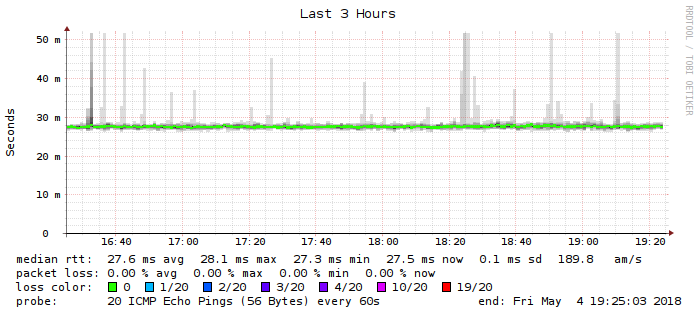 Last 3 Hours
RRDTOOL / TOBI OETIKER
Seconds
50 m
40 m
30 m
20 m
10 m
0
16:40 17:00 17:20 17:40 18:00 18:20 18:40 19:00 19:20
median rtt: 27.6 ms avg 28.1 ms max 27.3 ms min 27.5 ms now 0.1 ms sd 189.8 am/s
packet loss: 0.00 % avg 0.00 % max 0.00 % min 0.00 % now
loss color: 0 1/20 2/20 3/20 4/20 10/20 19/20
probe: 20 ICMP Echo Pings (56 Bytes) every 60s end: Fri May 4 19:25:03 2018